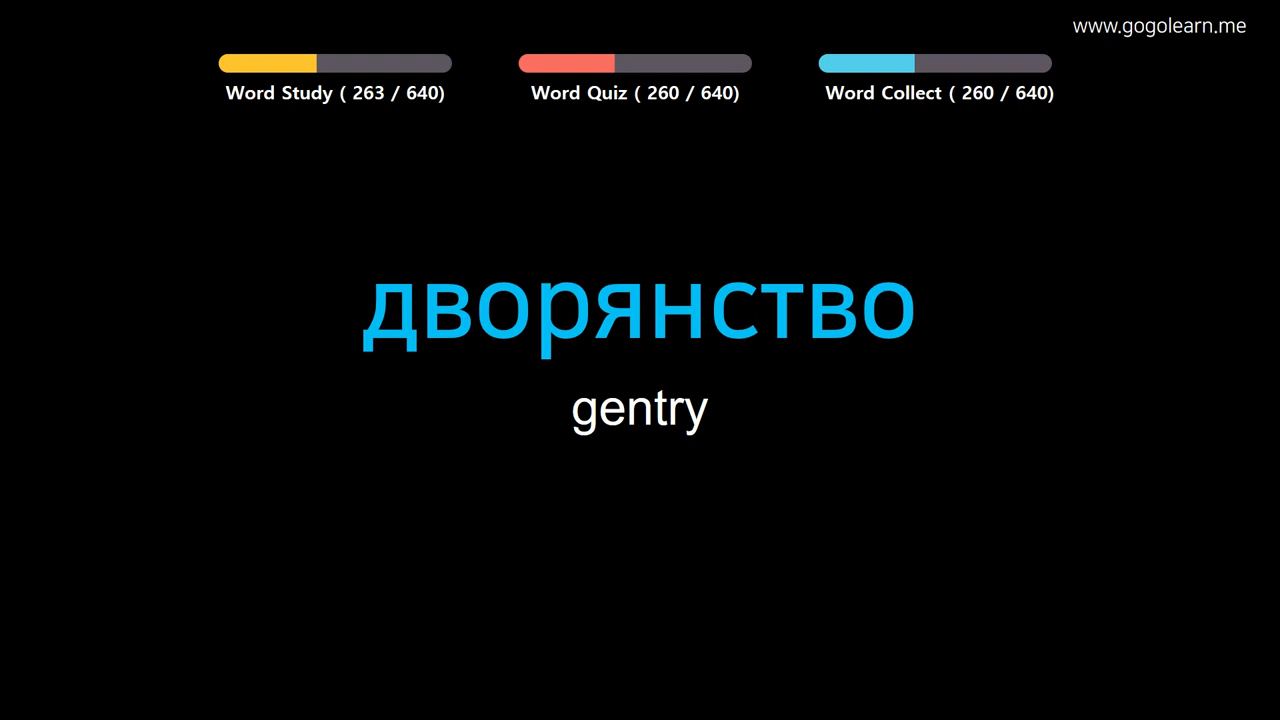 www.gogolearn.me
Word Study ( 263 / 640)
Word Quiz ( 260 / 640)
Word Collect ( 260 / 640)
дворянство
gentry